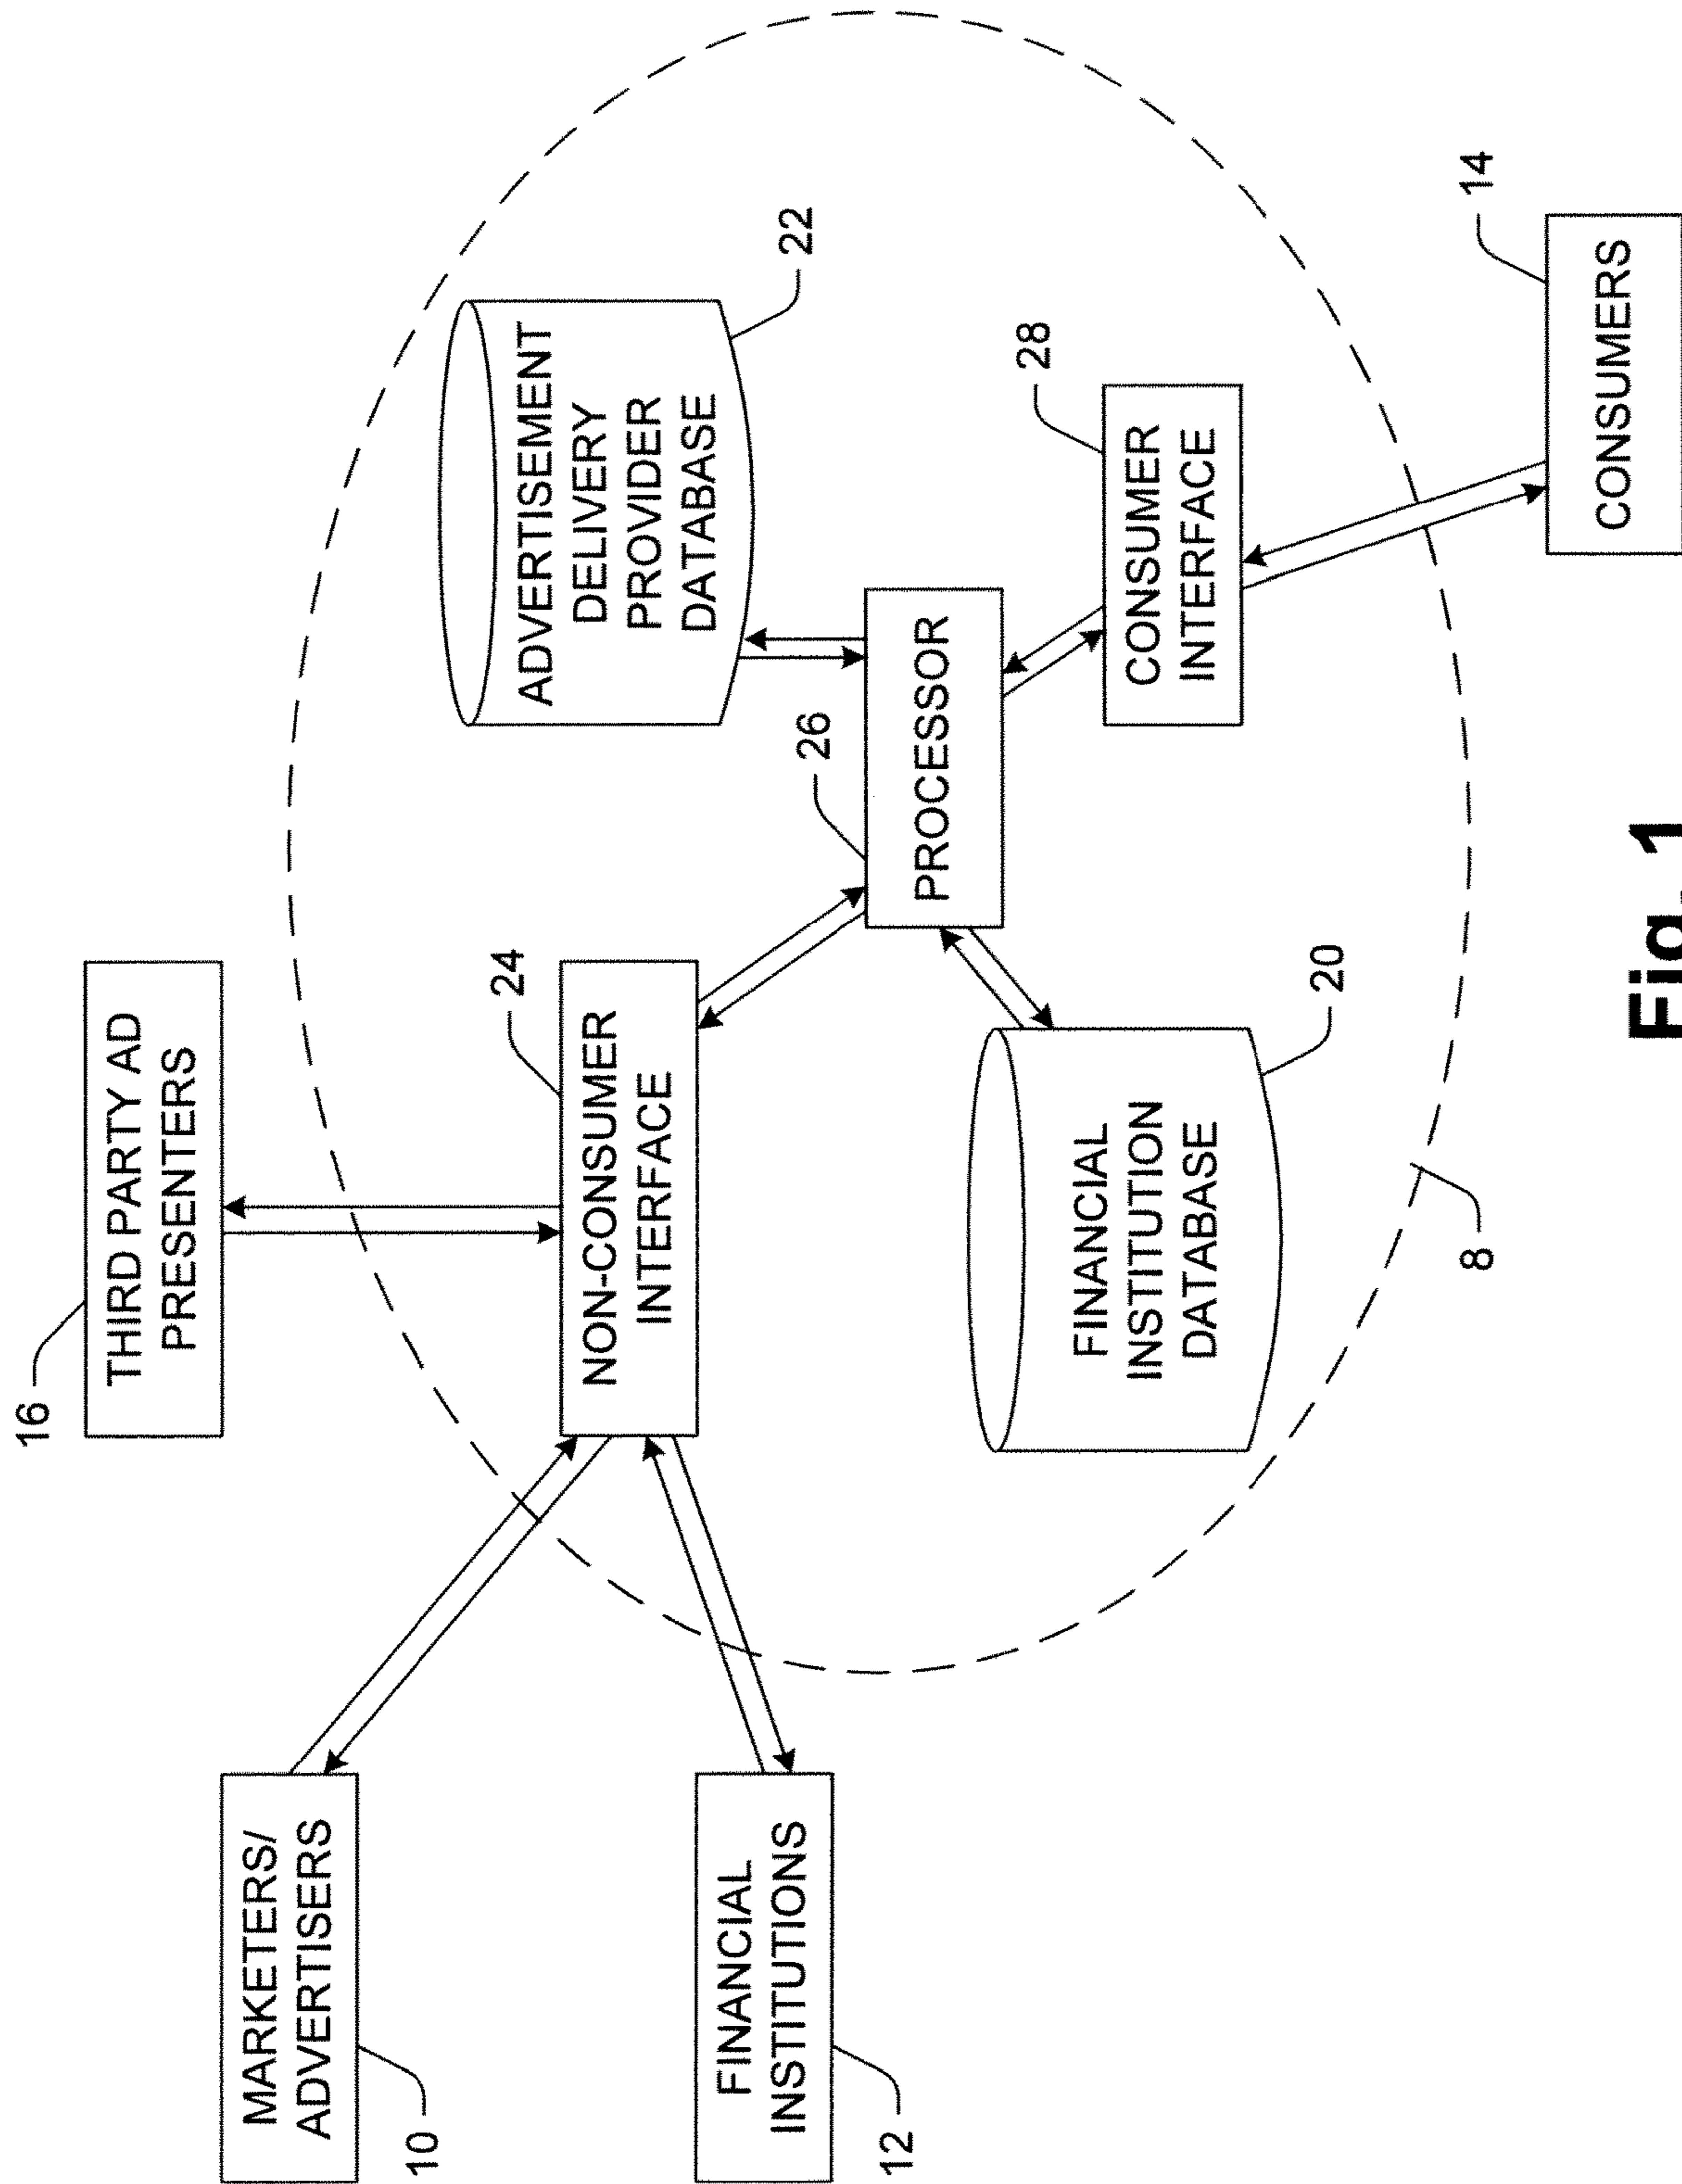 16
THIRD PARTY AD
PRESENTERS
MARKETERS/
ADVERTISERS
10
24
NON-CONSUMER
INTERFACE
FINANCIAL
INSTITUTIONS
12
ADVERTISEMENT
DELIVERY
PROVIDER
DATABASE
22
26
PROCESSOR
28
CONSUMER
INTERFACE
FINANCIAL
INSTITUTION
DATABASE
20
8
14
CONSUMERS
Fig. 1